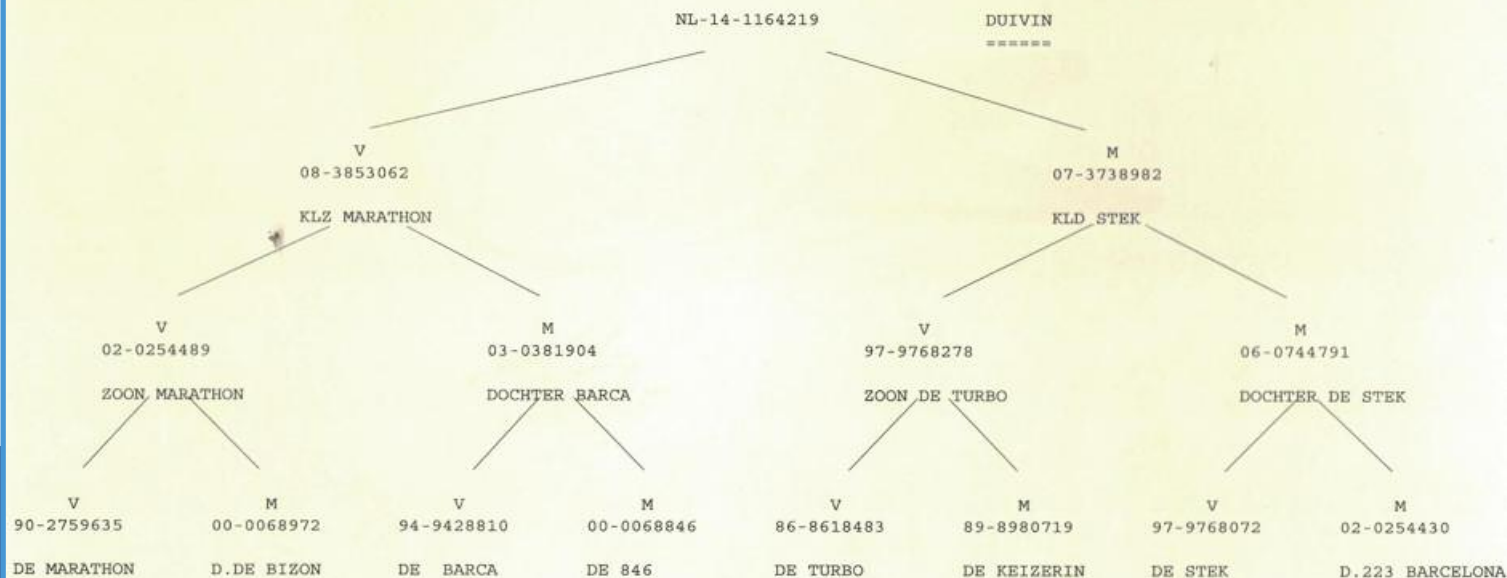 NL-14-1164219 DUIVIN
======
V M
08-3853062 07-3738982
KLZ MARATHON KLD STEK
V M V M
02-0254489 03-0381904 97-9768278 06-0744791
ZOON MARATHON DOCHTER BARCA ZOON DE TURBO DOCHTER DE STEK
V M V M V M V M
90-2759635 00-0068972 94-9428810 00-0068846 86-8618483 89-8980719 97-9768072 02-0254430
DE MARATHON D.DE BIZON DE BARCA DE 846 DE TURBO DE KEIZERIN DE STEK D.223 BARCELONA